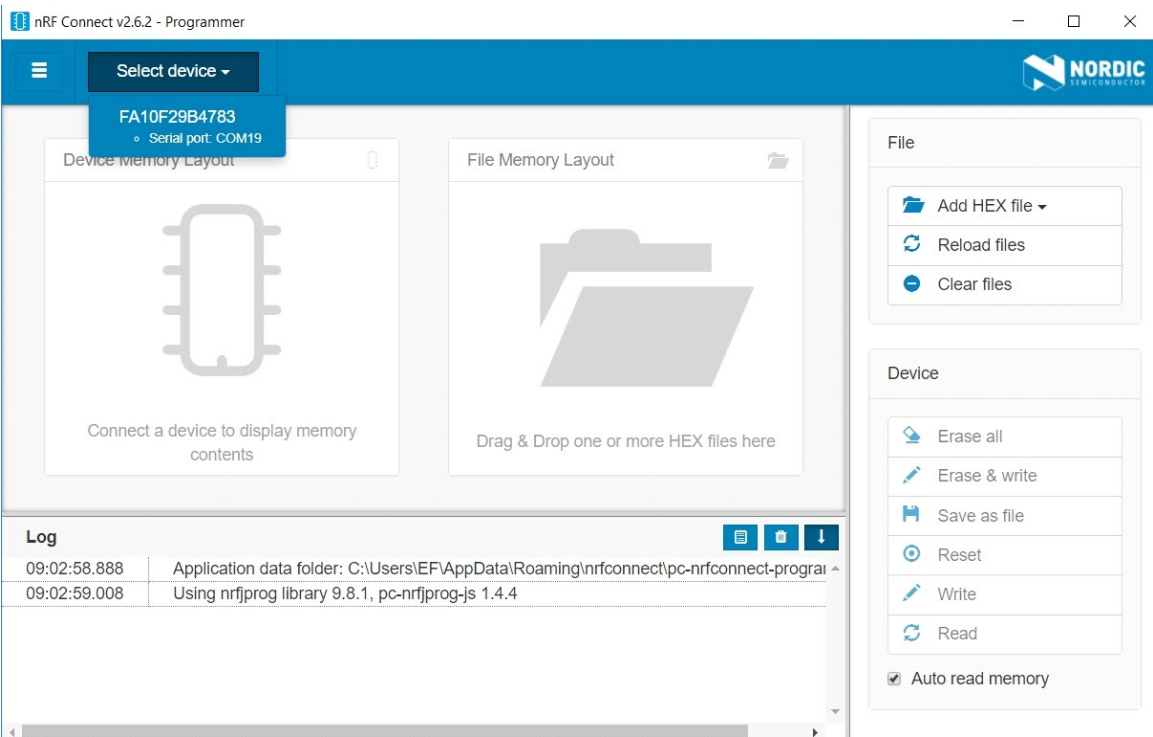 nRF Connect v2.6.2 - Programmer
Select device
NORDIC
SEMICONDUCTOR
FA10F29B4783
Serial port: COM19
Device Memory Layout
File Memory Layout
Connect a device to display memory
contents
Drag & Drop one or more HEX files here
File
Add HEX file
Reload files
Clear files
Device
Erase all
Erase & write
Save as file
Reset
Write
Read
Auto read memory
Log
09:02:58.888 Application data folder: C:\Users\EF\AppData\Roaming\nrfconnect\pc-nrfconnect-prograr
09:02:59.008 Using nrfjprog library 9.8.1, pc-nrfjprog-js 1.4.4